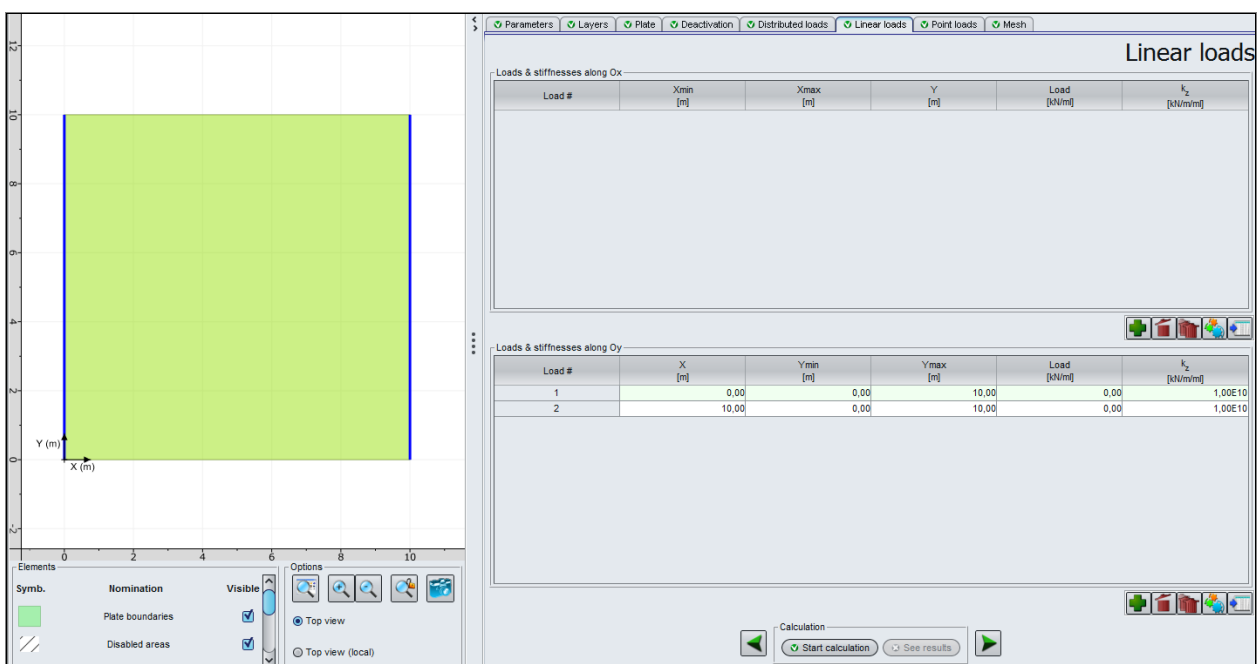 Parameters Layers Plate Deactivation Distributed loads Linear loads Point loads Mesh
Linear loads
Loads & stiffnesses along Ox
Load # Xmin [m] Xmax [m] Y [m] Load [kN/ml] kz [kN/m/ml]
Loads & stiffnesses along Oy
Load # X [m] Ymin [m] Ymax [m] Load [kN/ml] kz [kN/m/ml]
1 0,00 0,00 10,00 0,00 1,00E10
2 10,00 0,00 10,00 0,00 1,00E10
12
10
8
6
4
2
0
-2
Y (m)
X (m)
0 2 4 6 8 10
Elements
Symb. Nomination Visible
Plate boundaries
Disabled areas
Options
Top view
Top view (local)
Calculation
Start calculation See results